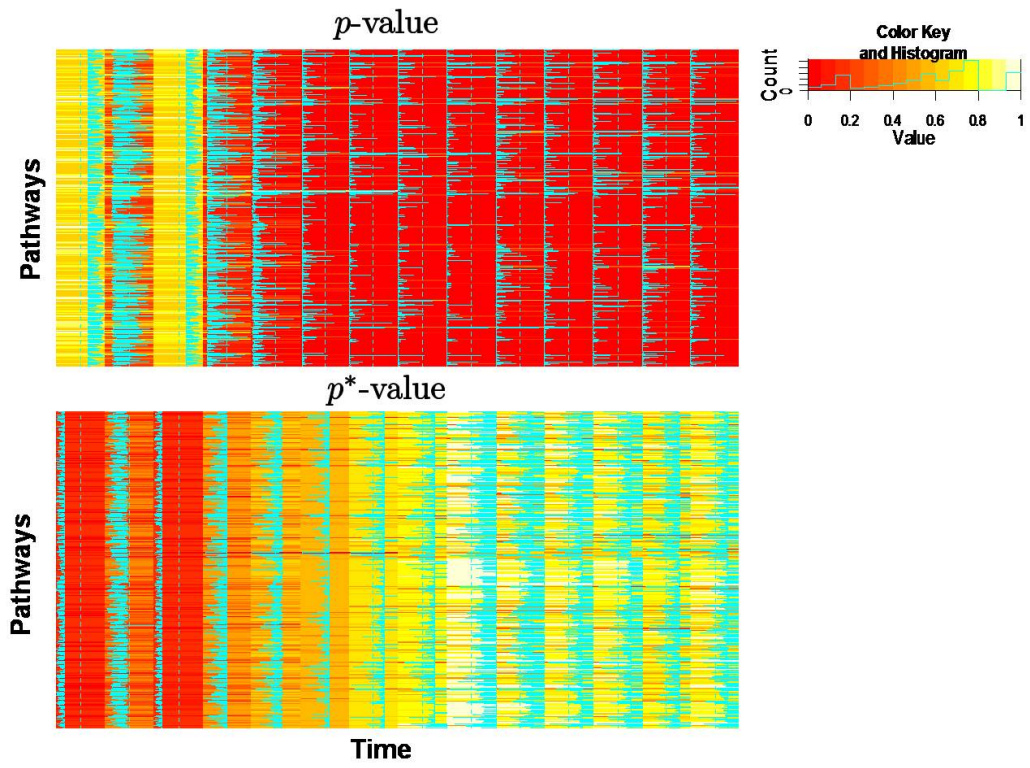 p-value
Pathways
p*-value
Pathways
Time
Color Key
and Histogram
Count
0
0 0.2 0.4 0.6 0.8 1
Value